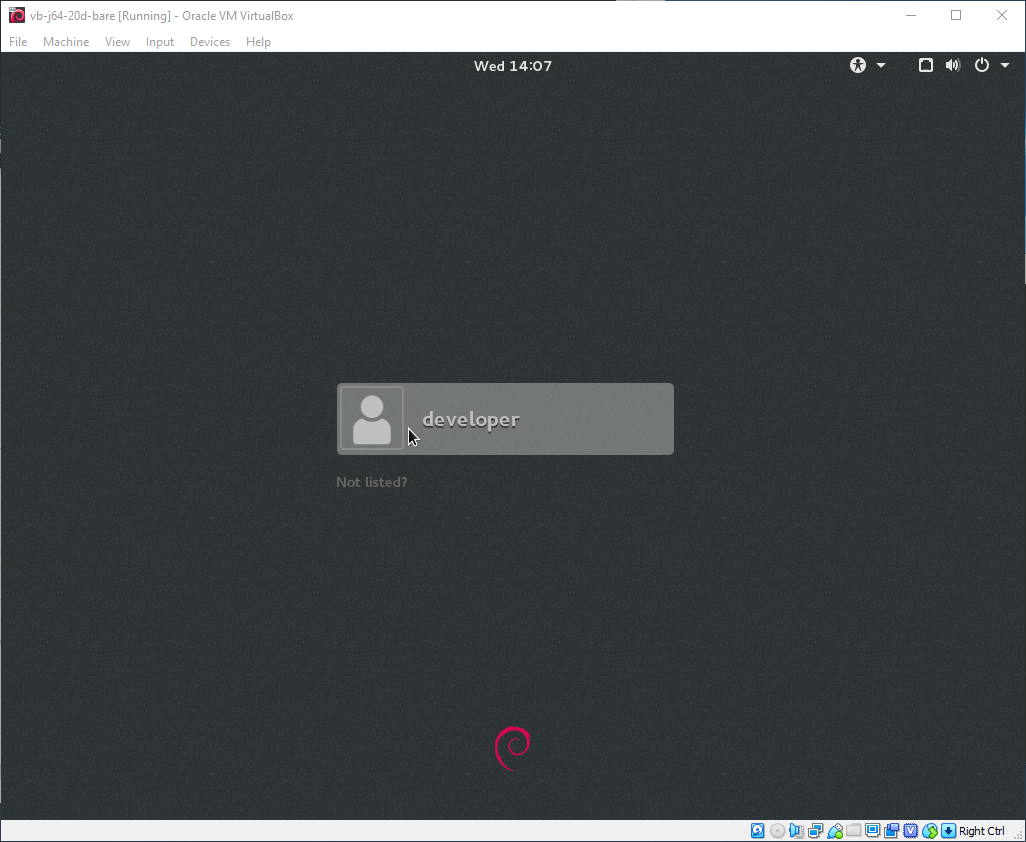 vb-j64-20d-bare [Running] - Oracle VM VirtualBox
File Machine View Input Devices Help
Wed 14:07
developer
Not listed?
Right Ctrl